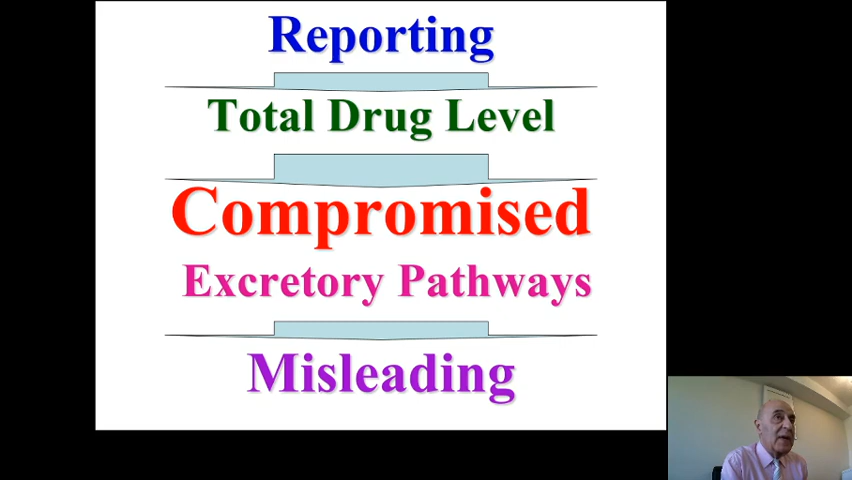 Reporting
Total Drug Level
Compromised
Excretory Pathways
Misleading